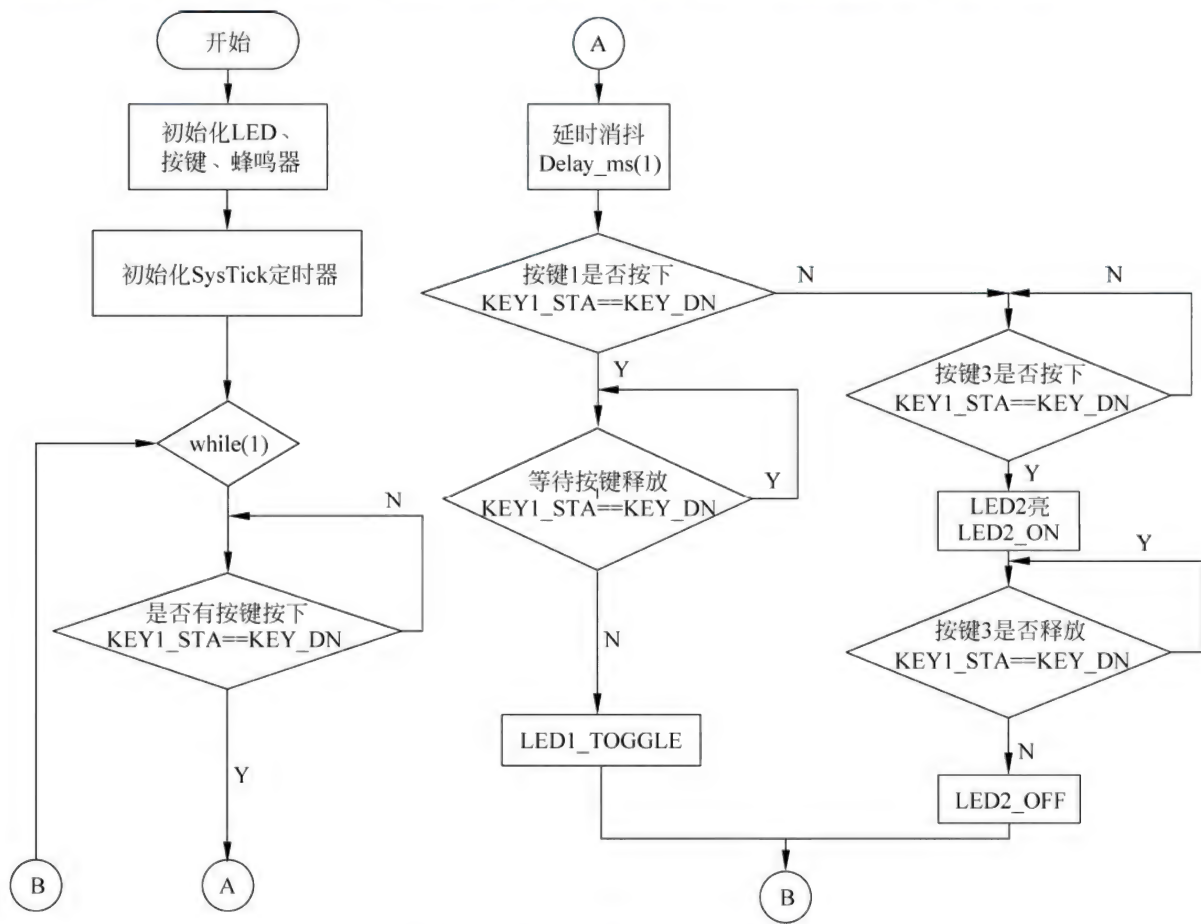 开始
初始化LED、
按键、蜂鸣器
初始化SysTick定时器
while(1)
N
是否有按键按下
KEY1_STA==KEY_DN
Y
B
A
A
延时消抖
Delay_ms(1)
按键1是否按下
KEY1_STA==KEY_DN
N
Y
等待按键释放
KEY1_STA==KEY_DN
Y
N
LED1_TOGGLE
N
按键3是否按下
KEY1_STA==KEY_DN
Y
LED2亮
LED2_ON
Y
按键3是否释放
KEY1_STA==KEY_DN
N
LED2_OFF
B